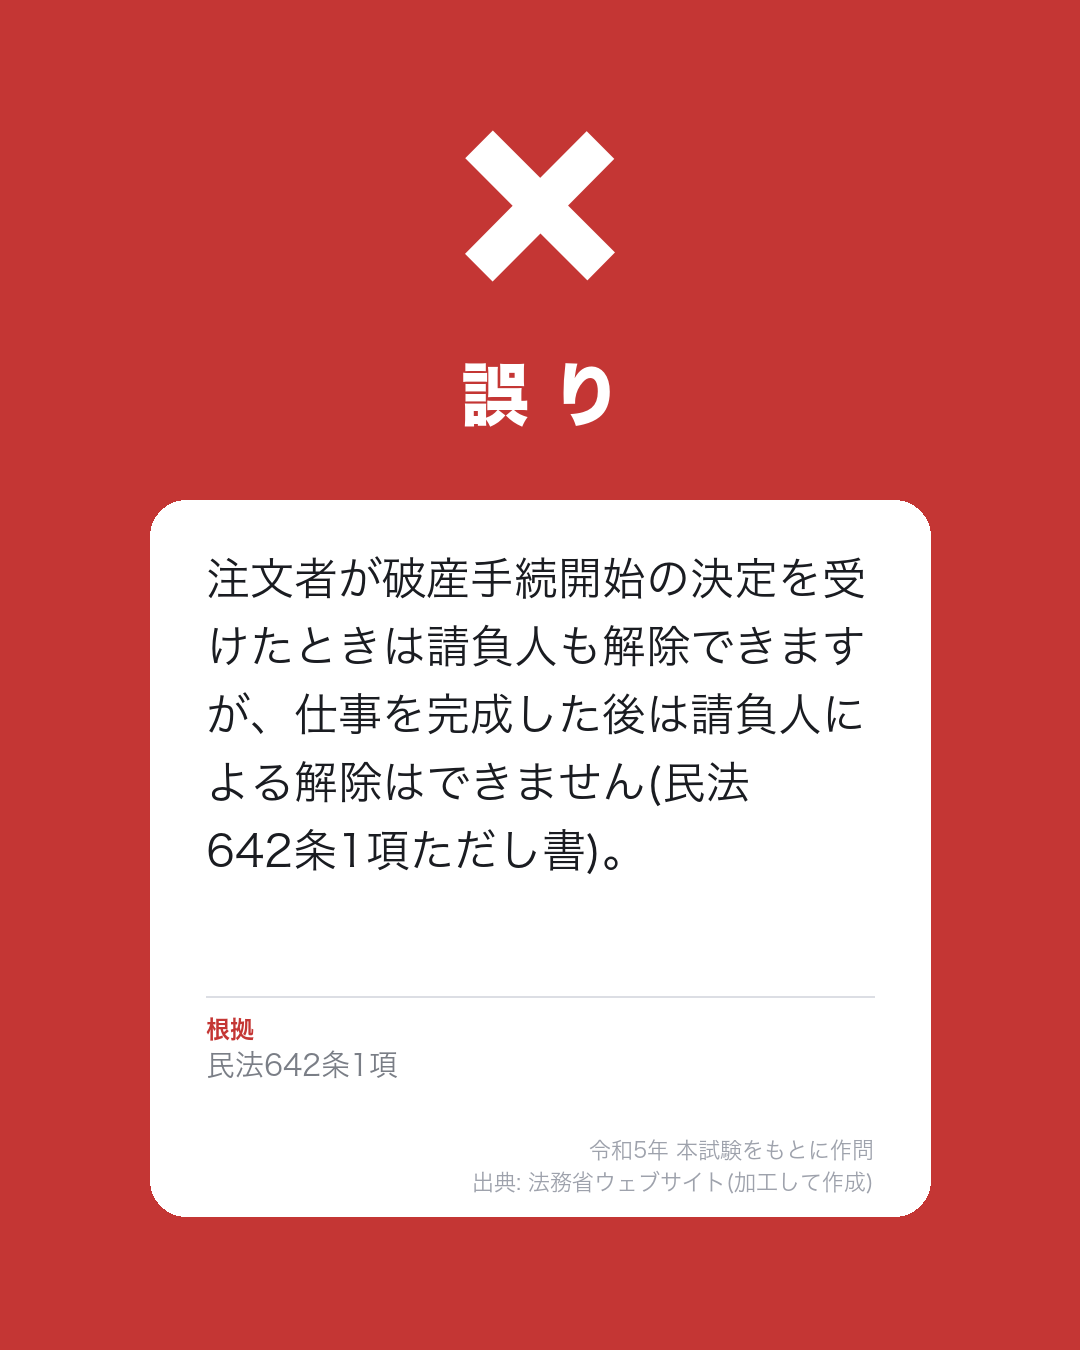 誤り
注文者が破産手続開始の決定を受
けたときは請負人も解除できます
が、仕事を完成した後は請負人に
よる解除はできません(民法
642条1項ただし書)。
根拠
民法642条1項
令和5年 本試験をもとに作問
出典: 法務省ウェブサイト(加工して作成)